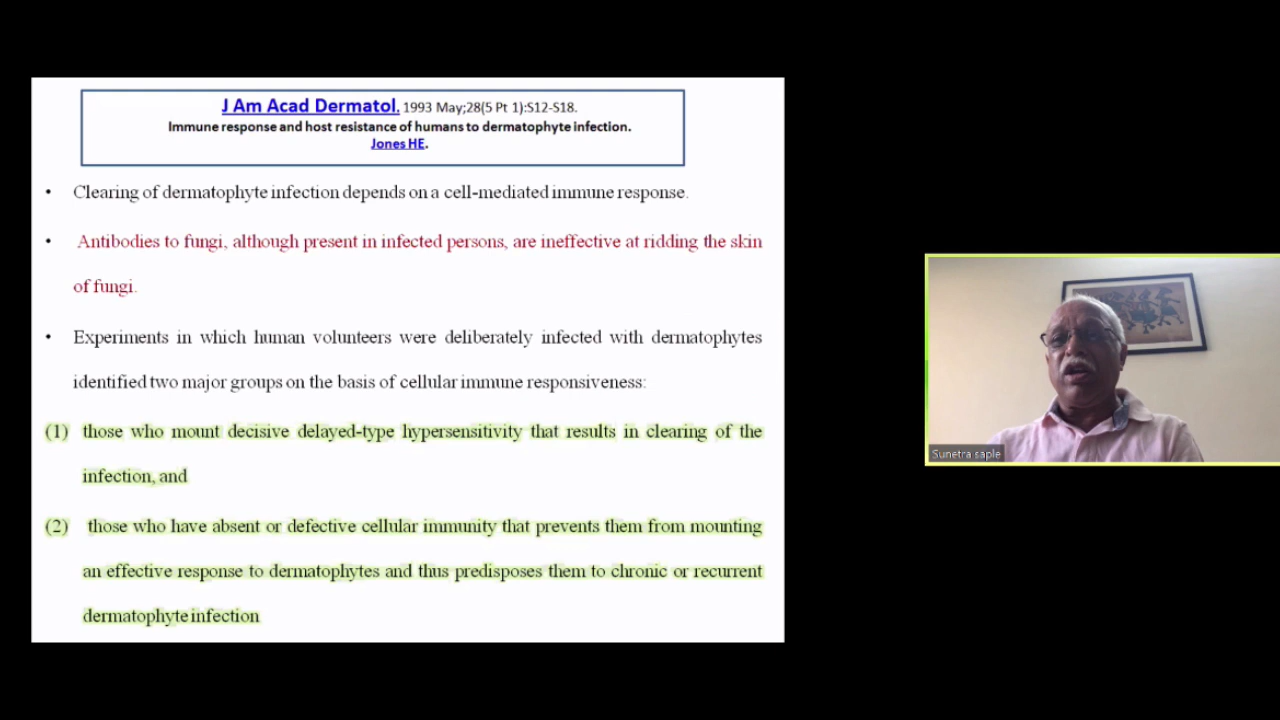 J Am Acad Dermatol. 1993 May;28(5 Pt 1):S12-S18.
Immune response and host resistance of humans to dermatophyte infection.
Jones HE.
• Clearing of dermatophyte infection depends on a cell-mediated immune response.
• Antibodies to fungi, although present in infected persons, are ineffective at ridding the skin
of fungi.
• Experiments in which human volunteers were deliberately infected with dermatophytes
identified two major groups on the basis of cellular immune responsiveness:
(1) those who mount decisive delayed-type hypersensitivity that results in clearing of the
infection, and
(2) those who have absent or defective cellular immunity that prevents them from mounting
an effective response to dermatophytes and thus predisposes them to chronic or recurrent
dermatophyte infection
Sunetra saple